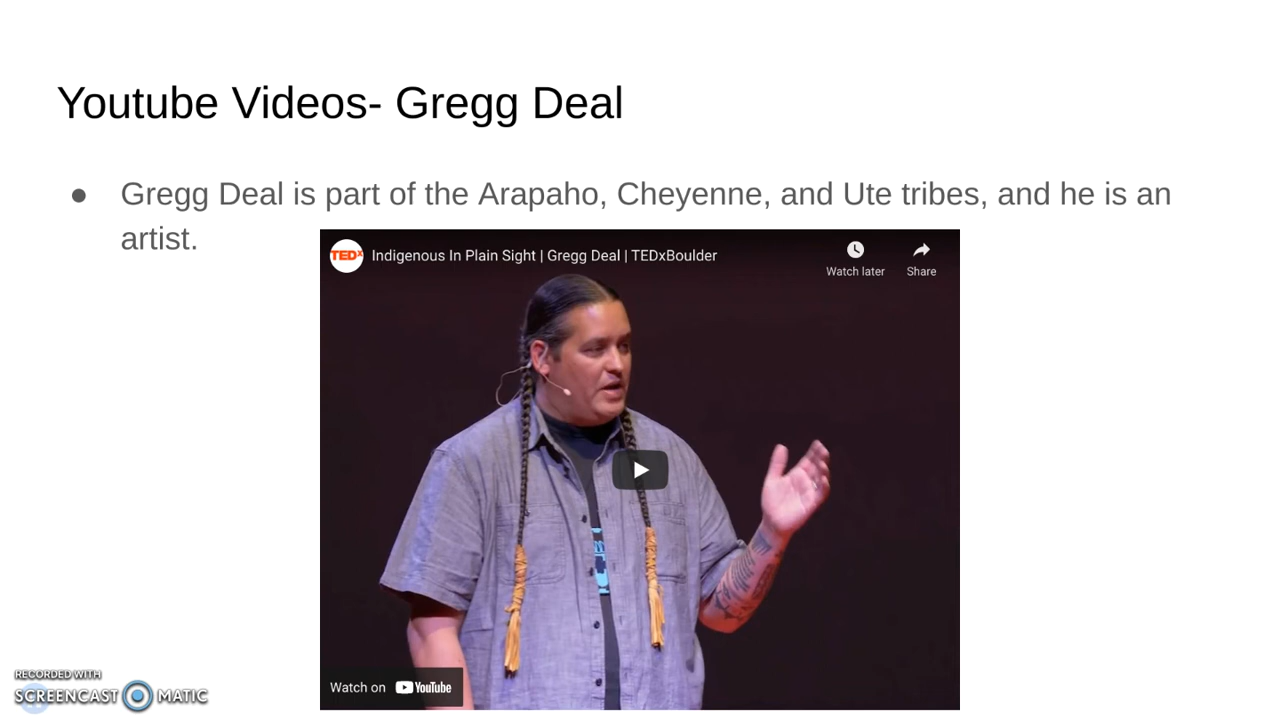 Youtube Videos- Gregg Deal
● Gregg Deal is part of the Arapaho, Cheyenne, and Ute tribes, and he is an
artist.
TEDx
Indigenous In Plain Sight | Gregg Deal | TEDxBoulder
Watch later
Share
Watch on YouTube
RECORDED WITH
SCREENCAST MATIC